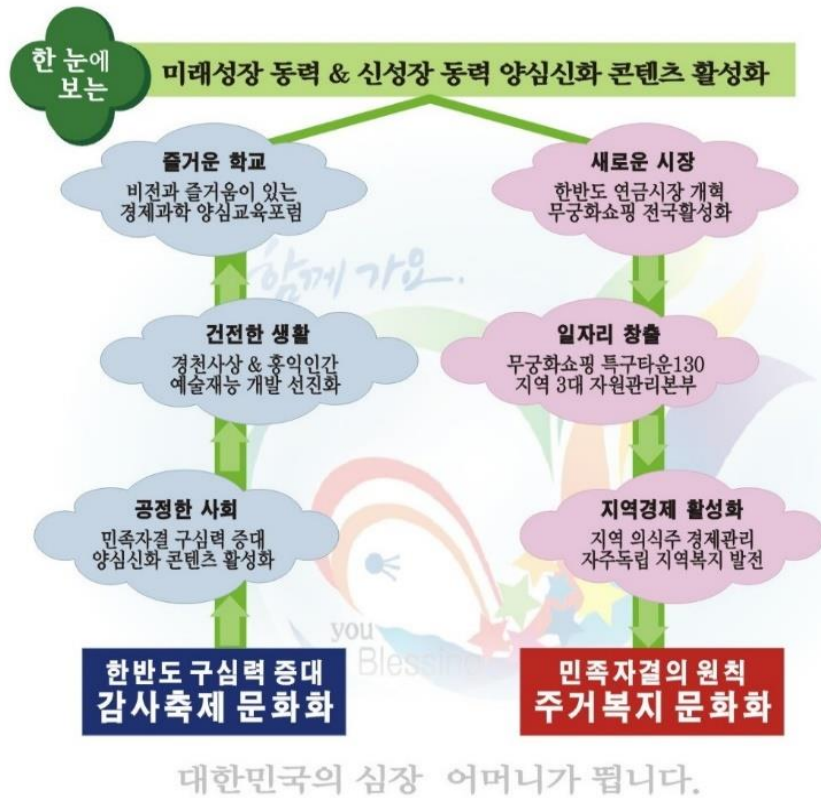 한 눈에
보는
미래성장 동력 & 신성장 동력 양심신화 콘텐츠 활성화
즐거운 학교
비전과 즐거움이 있는
경제과학 양심교육포럼
새로운 시장
한반도 연금시장 개혁
무궁화쇼핑 전국활성화
함께 가요.
건전한 생활
경천사상 & 홍익인간
예술재능 개발 선진화
일자리 창출
무궁화쇼핑 특구타운130
지역 3대 자원관리본부
공정한 사회
민족자결 구심력 증대
양심신화 콘텐츠 활성화
지역경제 활성화
지역 의식주 경제관리
자주독립 지역복지 발전
you
Blessing
한반도 구심력 증대
감사축제 문화화
민족자결의 원칙
주거복지 문화화
대한민국의 심장 어머니가 뜁니다.